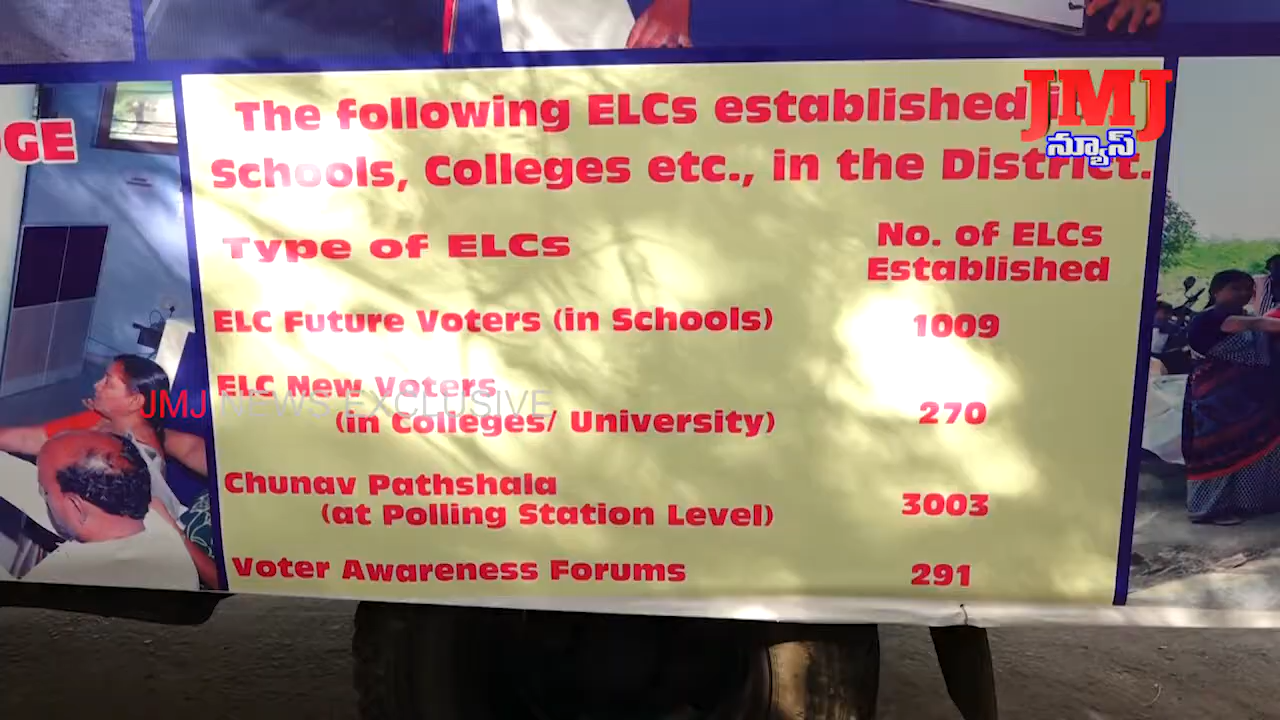 DGE
JMJ
న్యూస్
The following ELCs established i
Schools, Colleges etc., in the District.
Type of ELCs
No. of ELCs
Established
ELC Future Voters (in Schools)
1009
ELC New Voters
(in Colleges/ University)
270
JMJ NEWS EXCLUSIVE
Chunav Pathshala
(at Polling Station Level)
3003
Voter Awareness Forums
291